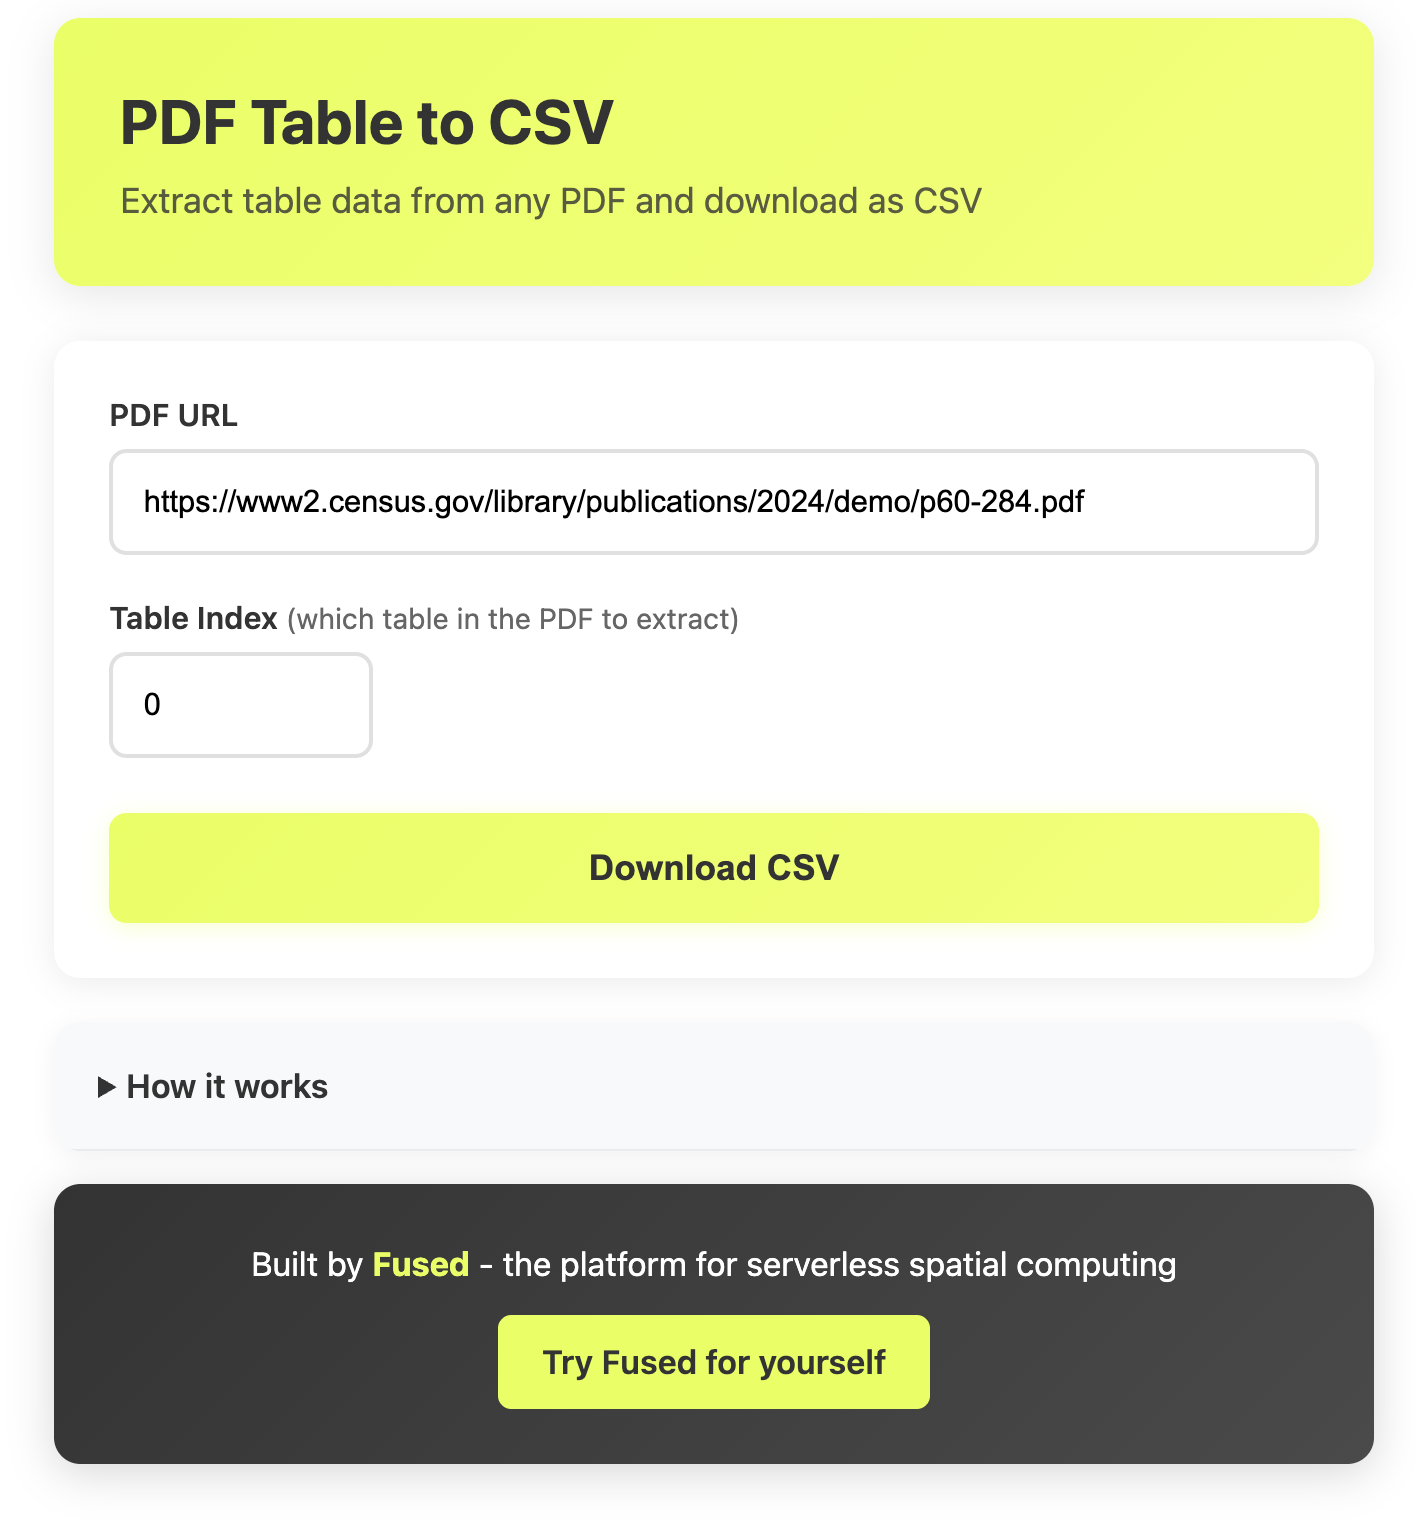 PDF Table to CSV
Extract table data from any PDF and download as CSV
PDF URL
https://www2.census.gov/library/publications/2024/demo/p60-284.pdf
Table Index (which table in the PDF to extract)
0
Download CSV
How it works
Built by Fused - the platform for serverless spatial computing
Try Fused for yourself